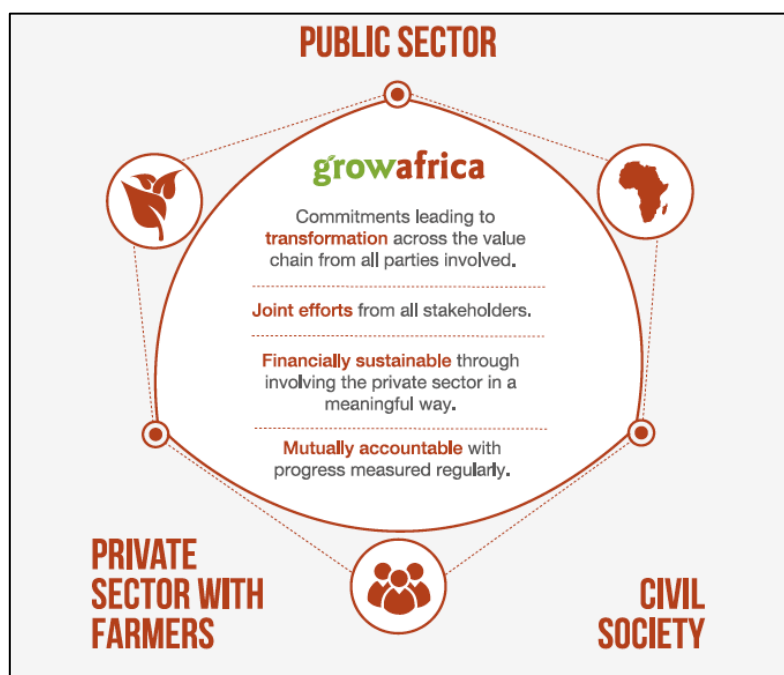 PUBLIC SECTOR
growafrica
Commitments leading to
transformation across the value
chain from all parties involved.
Joint efforts from all stakeholders.
Financially sustainable through
involving the private sector in a
meaningful way.
Mutually accountable with
progress measured regularly.
PRIVATE
SECTOR WITH
FARMERS
CIVIL
SOCIETY